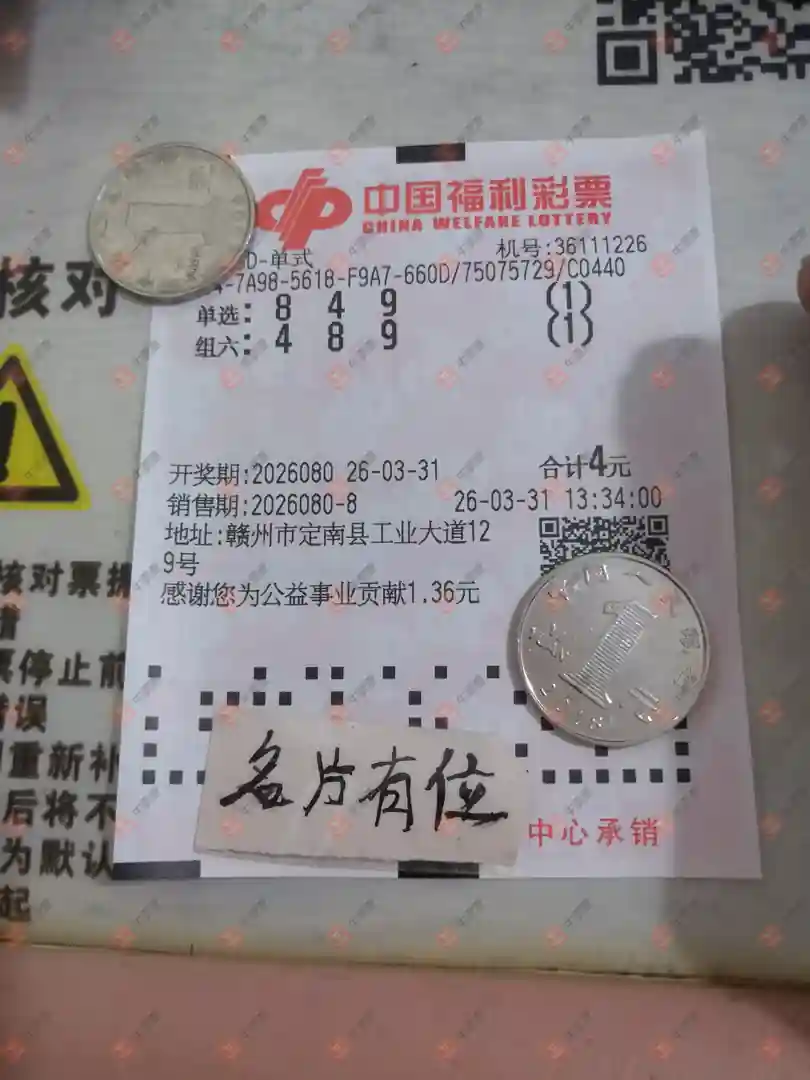 中国福利彩票
CHINA WELFARE LOTTERY
D-单式 机号:36111226
-7A98-5618-F9A7-660D/75075729/C0440
单选: 8 4 9 (1)
组六: 4 8 9 (1)
开奖期:2026080 26-03-31 合计4元
销售期:2026080-8 26-03-31 13:34:00
地址:赣州市定南县工业大道12
9号
感谢您为公益事业贡献1.36元
名片有位
中心承销
核对
核对票
票停止前
错误
重新补
后将不
为默认
起
1
1